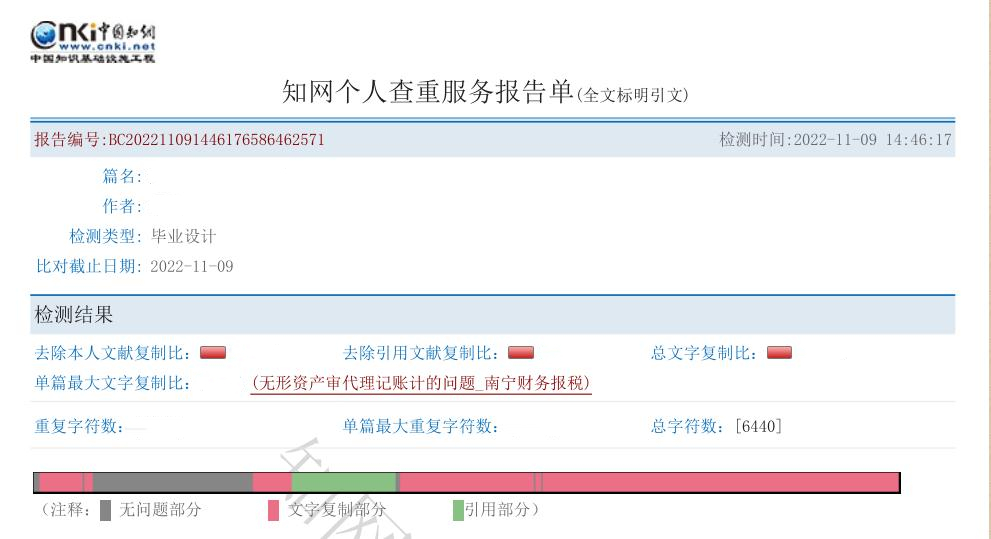 cnki中国知网
www.cnki.net
中国知识基础设施工程
知网个人查重服务报告单(全文标明引文)
报告编号:BC202211091446176586462571 检测时间:2022-11-09 14:46:17
篇名:
作者:
检测类型: 毕业设计
比对截止日期: 2022-11-09
检测结果
去除本人文献复制比: 去除引用文献复制比: 总文字复制比:
单篇最大文字复制比: (无形资产审代理记账计的问题_南宁财务报税)
重复字符数: 单篇最大重复字符数: 总字符数: [6440]
(注释: 无问题部分 文字复制部分 引用部分)
知网